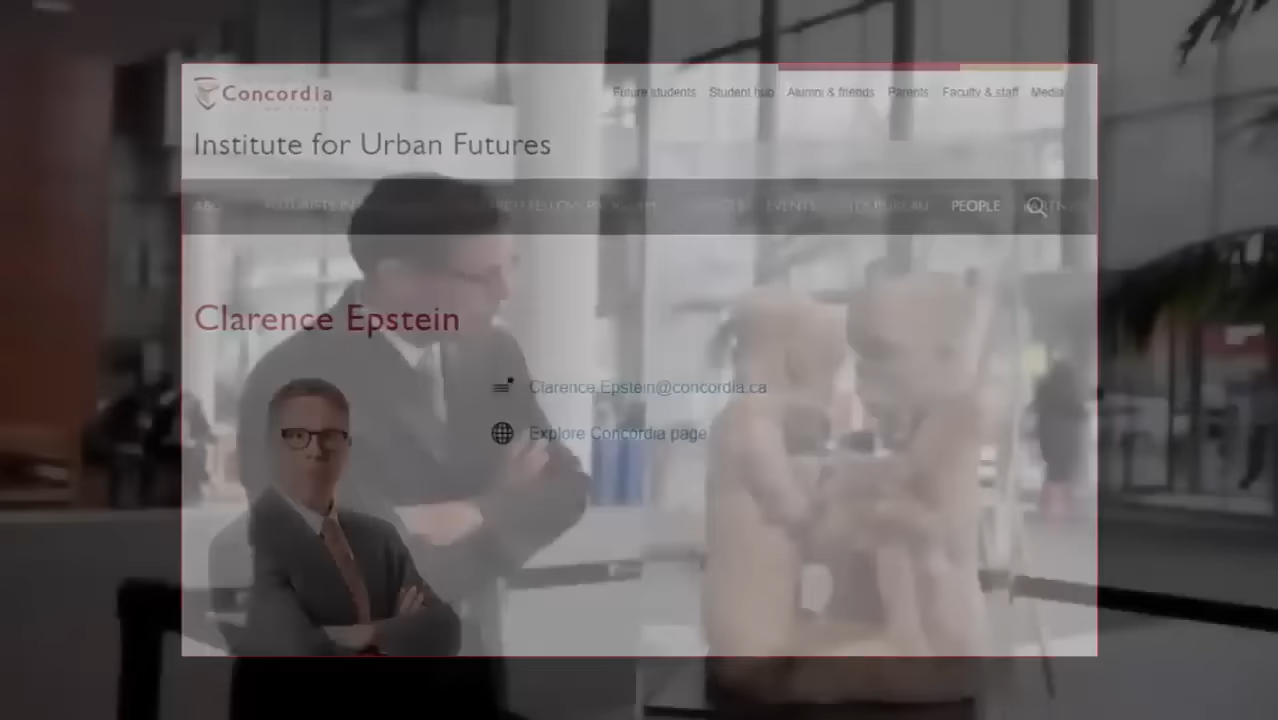 Concordia
Future students Student hub Alumni & friends Parents Faculty & staff Media
Institute for Urban Futures
EVENTS PEOPLE
Clarence Epstein
Clarence.Epstein@concordia.ca
Explore Concordia page